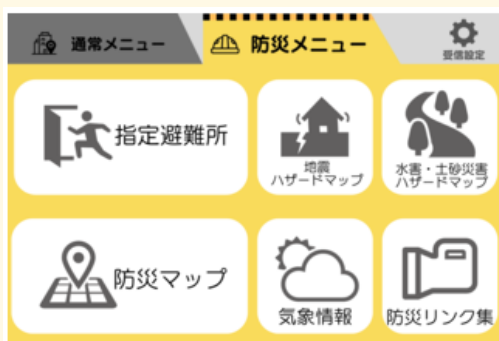 通常メニュー
防災メニュー
受信設定
指定避難所
地震
ハザードマップ
水害・土砂災害
ハザードマップ
防災マップ
気象情報
防災リンク集